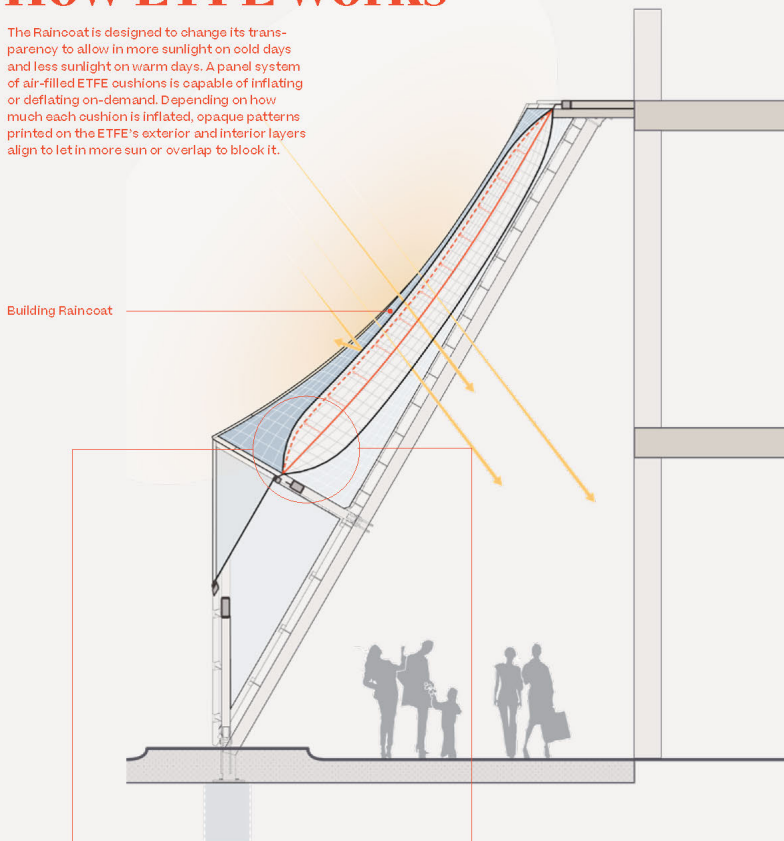 HOW ETFE WORKS
The Raincoat is designed to change its trans-
parency to allow in more sunlight on cold days
and less sunlight on warm days. A panel system
of air-filled ETFE cushions is capable of inflating
or deflating on-demand. Depending on how
much each cushion is inflated, opaque patterns
printed on the ETFE's exterior and interior layers
align to let in more sun or overlap to block it.
Building Raincoat